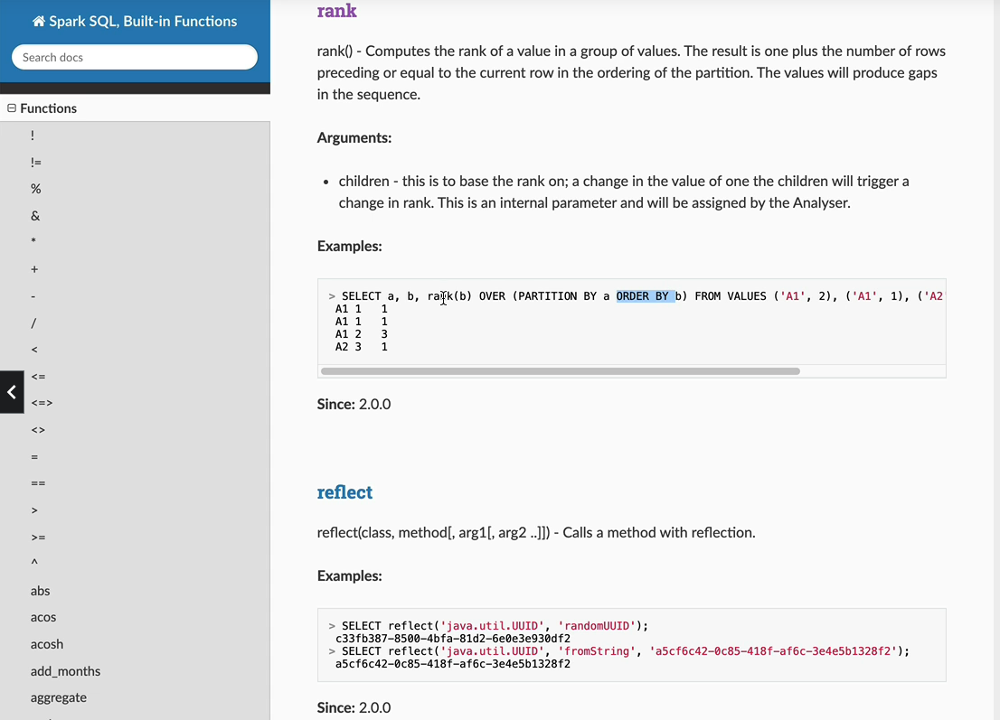 Spark SQL, Built-in Functions
Search docs
Functions
!
!=
%
&
*
+
-
/
<
<=
<=>
<>
=
==
>
>=
^
abs
acos
acosh
add_months
aggregate
rank
rank() - Computes the rank of a value in a group of values. The result is one plus the number of rows
preceding or equal to the current row in the ordering of the partition. The values will produce gaps
in the sequence.
Arguments:
• children - this is to base the rank on; a change in the value of one the children will trigger a
change in rank. This is an internal parameter and will be assigned by the Analyser.
Examples:
> SELECT a, b, rank(b) OVER (PARTITION BY a ORDER BY b) FROM VALUES ('A1', 2), ('A1', 1), ('A2'
A1 1 1
A1 1 1
A1 2 3
A2 3 1
Since: 2.0.0
reflect
reflect(class, method[, arg1[, arg2 ..]]) - Calls a method with reflection.
Examples:
> SELECT reflect('java.util.UUID', 'randomUUID');
c33fb387-8500-4bfa-81d2-6e0e3e930df2
> SELECT reflect('java.util.UUID', 'fromString', 'a5cf6c42-0c85-418f-af6c-3e4e5b1328f2');
a5cf6c42-0c85-418f-af6c-3e4e5b1328f2
Since: 2.0.0